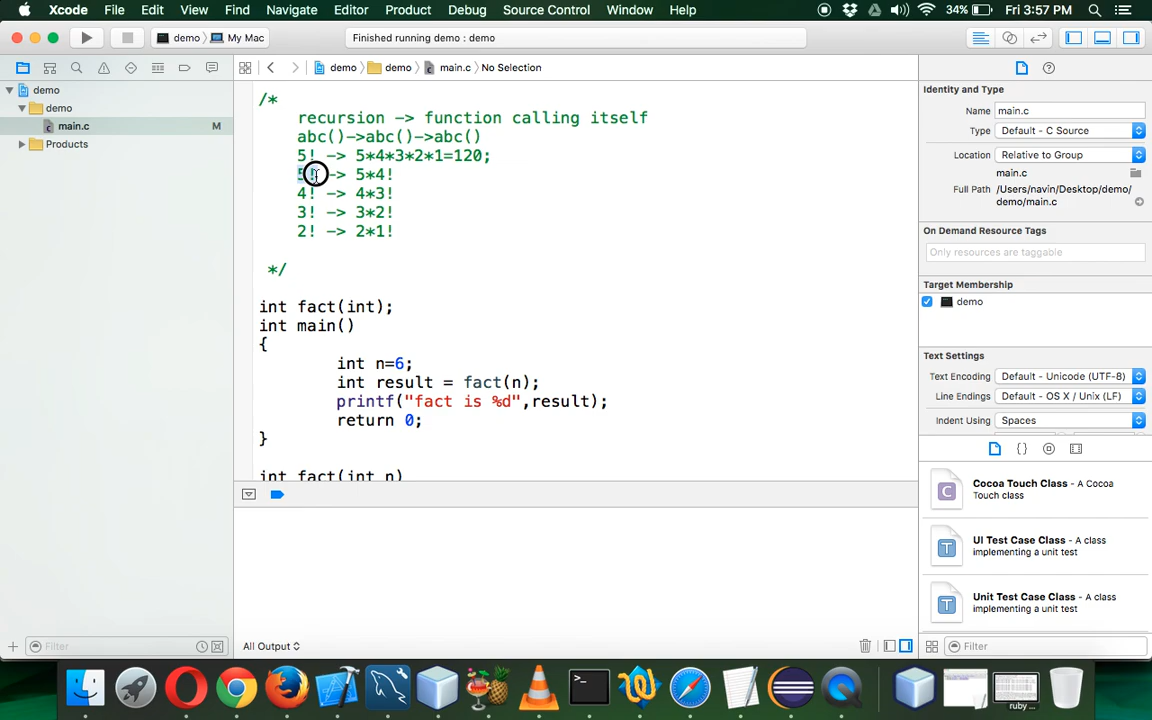 Xcode File Edit View Find Navigate Editor Product Debug Source Control Window Help 34% Fri 3:57 PM
demo My Mac Finished running demo : demo
demo demo main.c No Selection
demo
demo
main.c M
Products
Filter
/*
recursion -> function calling itself
abc()->abc()->abc()
5! -> 5*4*3*2*1=120;
5! -> 5*4!
4! -> 4*3!
3! -> 3*2!
2! -> 2*1!
*/
int fact(int);
int main()
{
int n=6;
int result = fact(n);
printf("fact is %d",result);
return 0;
}
int fact(int n)
All Output
Identity and Type
Name main.c
Type Default - C Source
Location Relative to Group
main.c
Full Path /Users/navin/Desktop/demo/
demo/main.c
On Demand Resource Tags
Only resources are taggable
Target Membership
demo
Text Settings
Text Encoding Default - Unicode (UTF-8)
Line Endings Default - OS X / Unix (LF)
Indent Using Spaces
{ }
C Cocoa Touch Class - A Cocoa
Touch class
T UI Test Case Class - A class
implementing a unit test
T Unit Test Case Class - A class
implementing a unit test
Filter
ruby ...